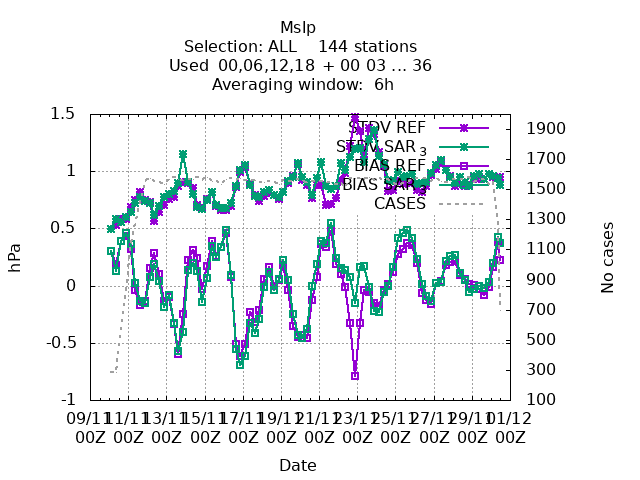 Mslp
Selection: ALL    144 stations
Used  00,06,12,18 + 00 03 ... 36
Averaging window:  6h
STDV REF
STDV SAR 3
BIAS REF
BIAS SAR 3
CASES
1.5
1
0.5
0
-0.5
-1
hPa
1900
1700
1500
1300
1100
900
700
500
300
100
No cases
09/11 11/11 13/11 15/11 17/11 19/11 21/11 23/11 25/11 27/11 29/11 01/12
00Z 00Z 00Z 00Z 00Z 00Z 00Z 00Z 00Z 00Z 00Z 00Z
Date